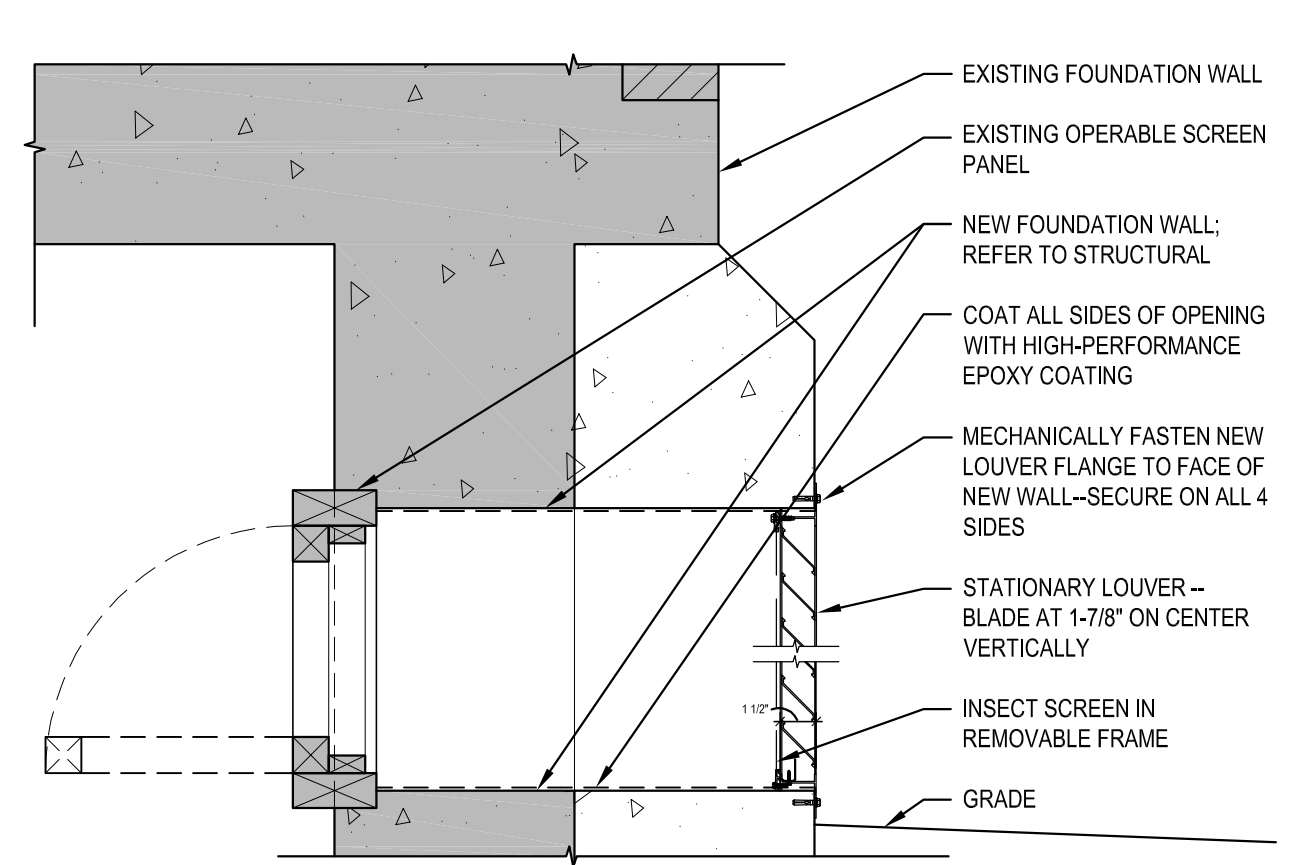 EXISTING FOUNDATION WALL
EXISTING OPERABLE SCREEN
PANEL
NEW FOUNDATION WALL;
REFER TO STRUCTURAL
COAT ALL SIDES OF OPENING
WITH HIGH-PERFORMANCE
EPOXY COATING
MECHANICALLY FASTEN NEW
LOUVER FLANGE TO FACE OF
NEW WALL--SECURE ON ALL 4
SIDES
STATIONARY LOUVER --
BLADE AT 1-7/8" ON CENTER
VERTICALLY
1 1/2"
INSECT SCREEN IN
REMOVABLE FRAME
GRADE